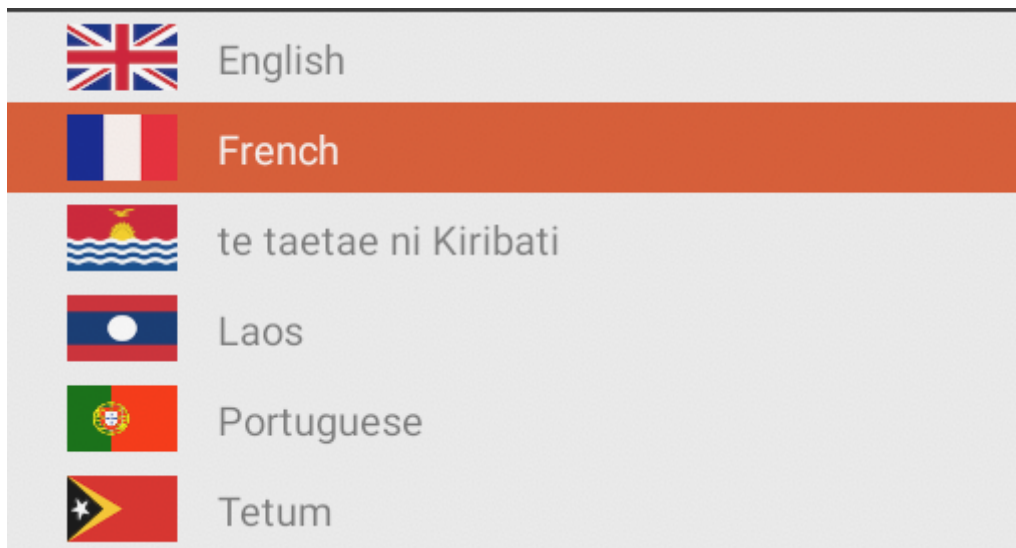 English
French
te taetae ni Kiribati
Laos
Portuguese
Tetum